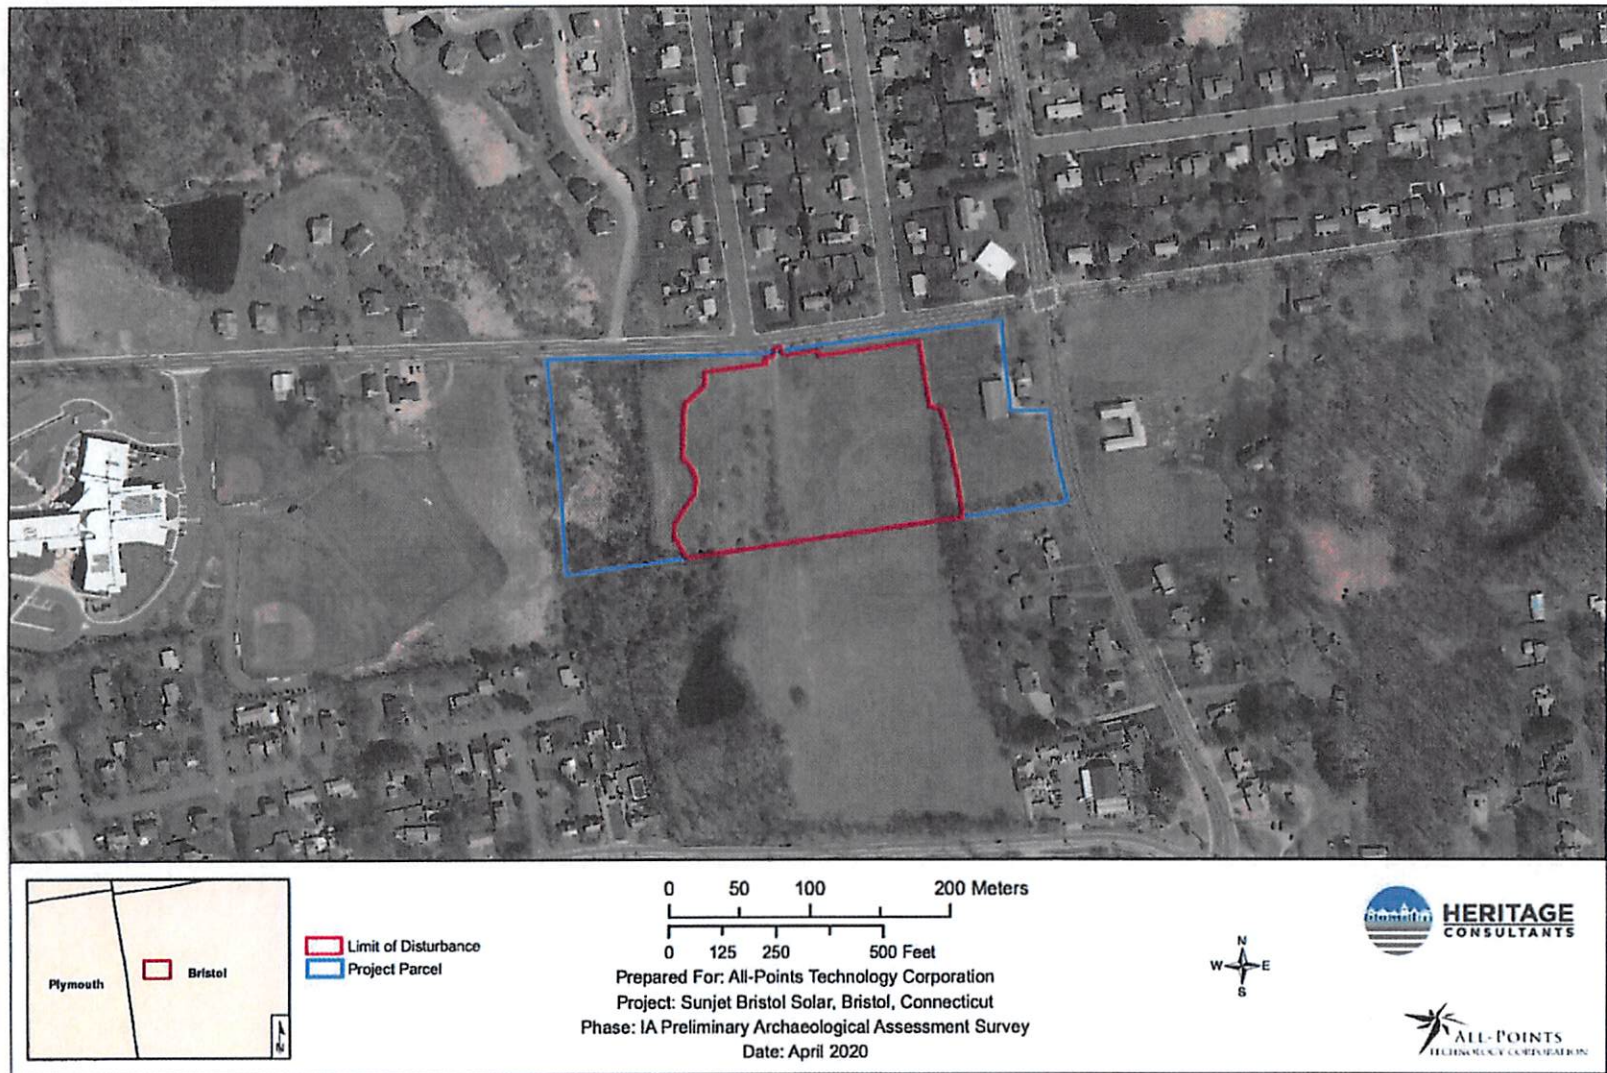 Plymouth
Bristol
N
Limit of Disturbance
Project Parcel
0 50 100 200 Meters
0 125 250 500 Feet
Prepared For: All-Points Technology Corporation
Project: Sunjet Bristol Solar, Bristol, Connecticut
Phase: IA Preliminary Archaeological Assessment Survey
Date: April 2020
N
W E
S
HERITAGE
CONSULTANTS
ALL-POINTS
TECHNOLOGY CORPORATION